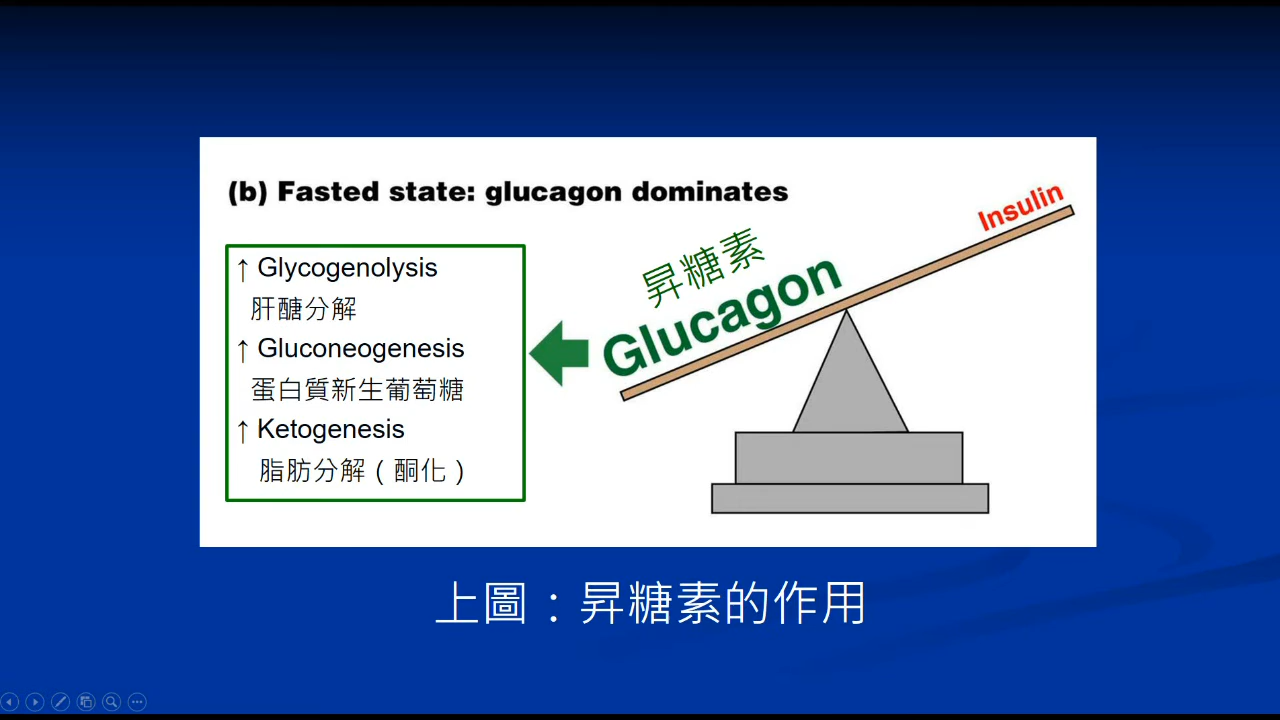 (b) Fasted state: glucagon dominates
↑ Glycogenolysis
肝醣分解
↑ Gluconeogenesis
蛋白質新生葡萄糖
↑ Ketogenesis
脂肪分解（酮化）
昇糖素
Glucagon
Insulin
上圖：昇糖素的作用